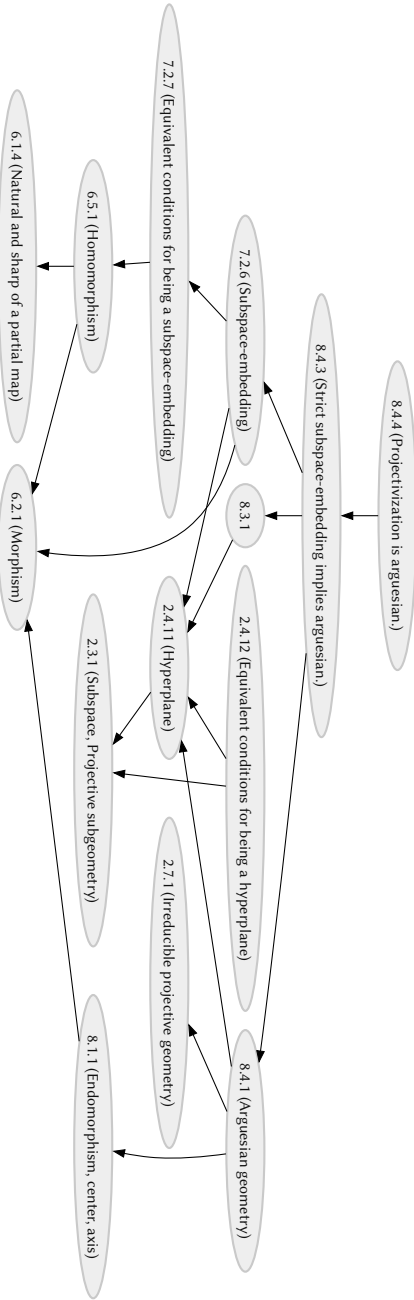 8.4.4 (Projectivization is arguesian.)
8.4.3 (Strict subspace-embedding implies arguesian.)
7.2.6 (Subspace-embedding)
8.3.1
2.4.12 (Equivalent conditions for being a hyperplane)
8.4.1 (Arguesian geometry)
7.2.7 (Equivalent conditions for being a subspace-embedding)
2.4.11 (Hyperplane)
2.7.1 (Irreducible projective geometry)
6.5.1 (Homomorphism)
2.3.1 (Subspace, Projective subgeometry)
8.1.1 (Endomorphism, center, axis)
6.1.4 (Natural and sharp of a partial map)
6.2.1 (Morphism)